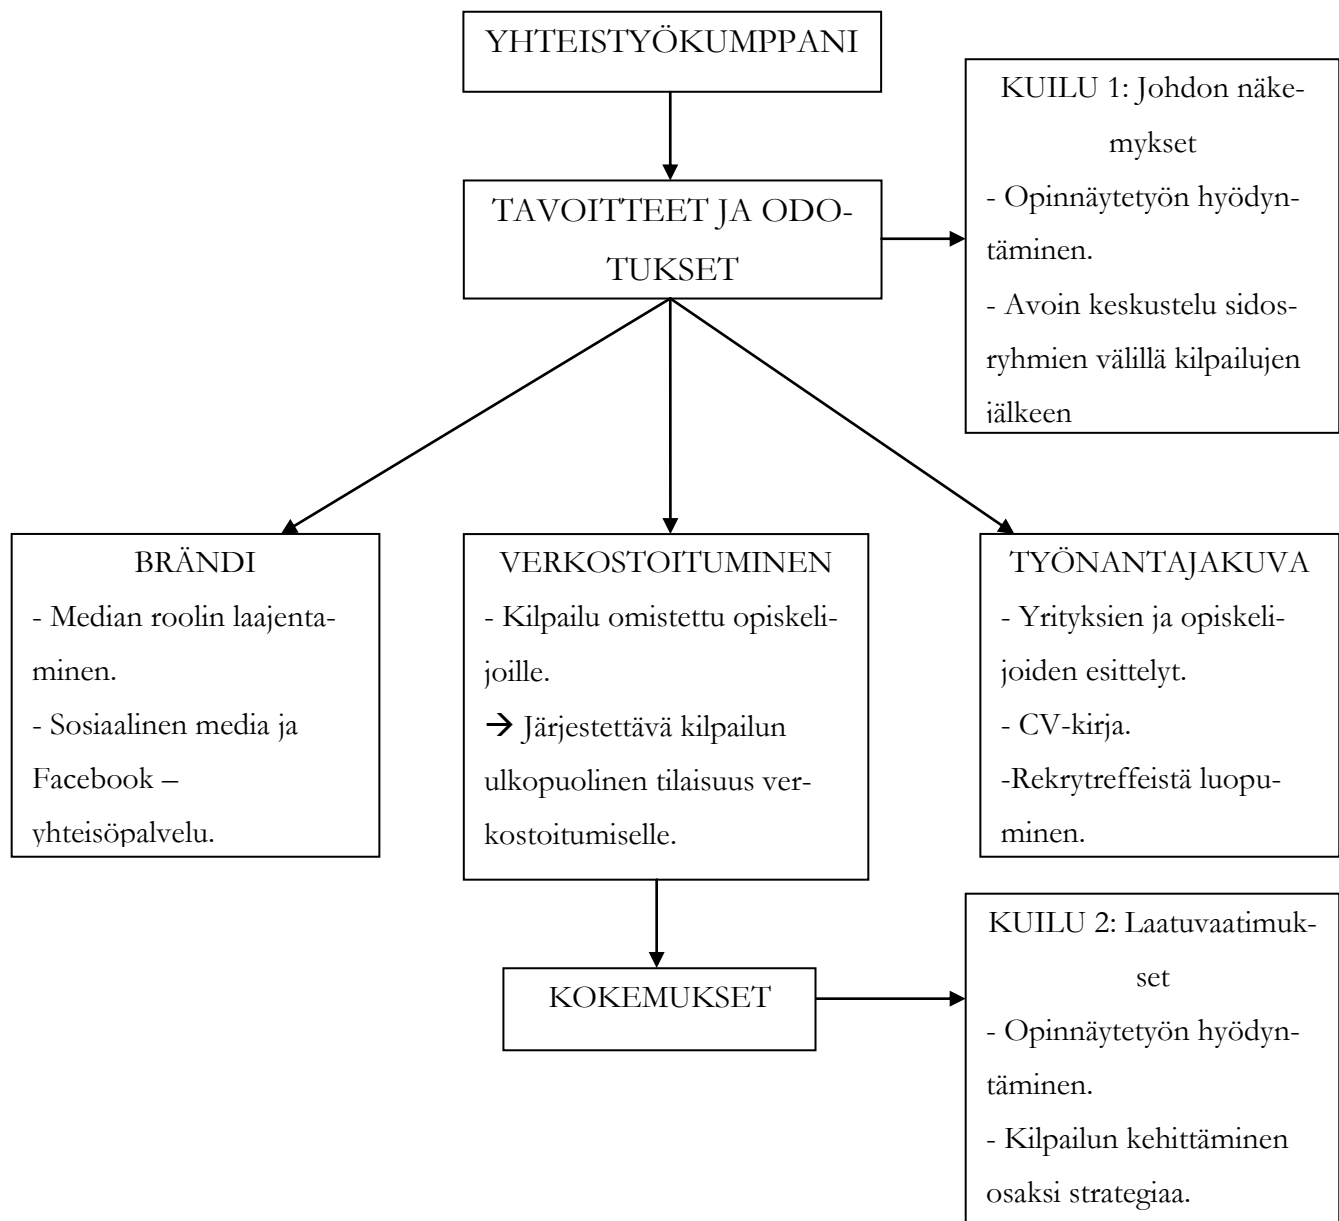 YHTEISTYÖKUMPPANI
KUILU 1: Johdon näke-
mykset
- Opinnäytetyön hyödyn-
täminen.
- Avoin keskustelu sidos-
ryhmien välillä kilpailujen
jälkeen
TAVOITTEET JA ODO-
TUKSET
BRÄNDI
- Median roolin laajenta-
minen.
- Sosiaalinen media ja
Facebook –
yhteisöpalvelu.
VERKOSTOITUMINEN
- Kilpailu omistettu opiskeli-
joille.
→ Järjestettävä kilpailun
ulkopuolinen tilaisuus ver-
kostoitumiselle.
TYÖNANTAJAKUVA
- Yrityksien ja opiskeli-
joiden esittelyt.
- CV-kirja.
-Rekrytreffeistä luopu-
minen.
KOKEMUKSET
KUILU 2: Laatuvaatimuk-
set
- Opinnäytetyön hyödyn-
täminen.
- Kilpailun kehittäminen
osaksi strategiaa.